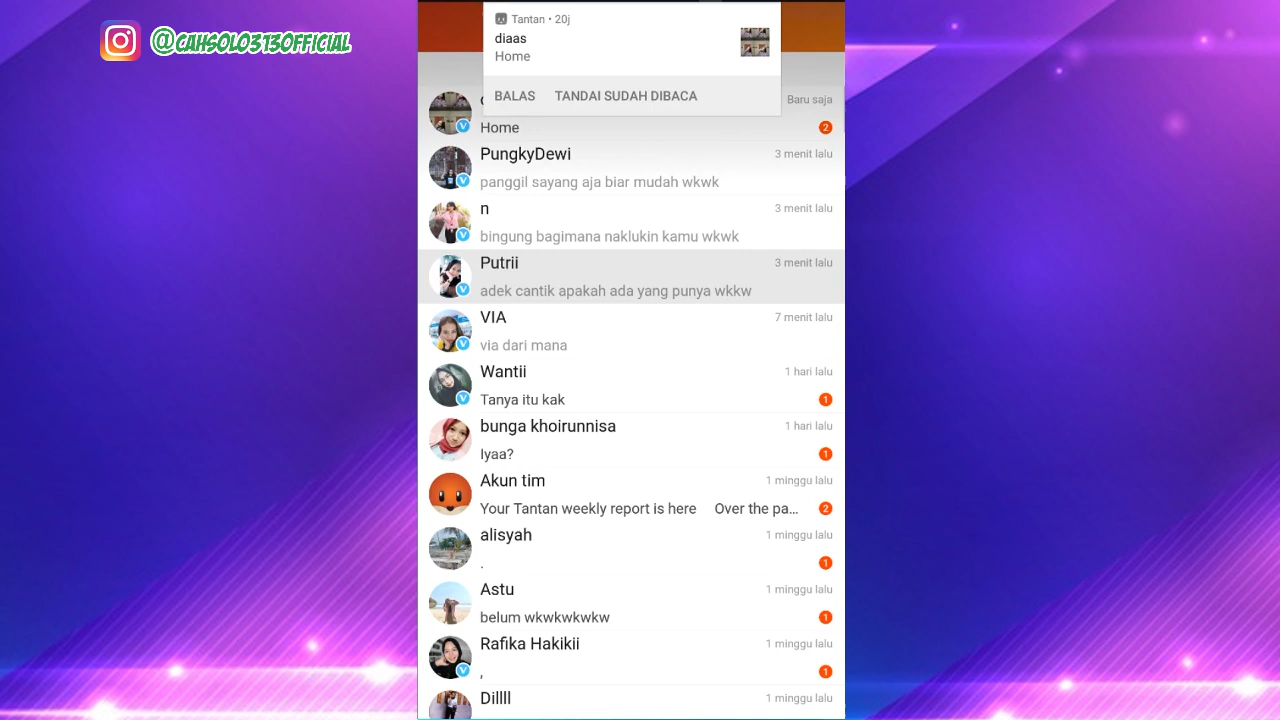 @CAHSOLO313OFFICIAL
Tantan • 20j
diaas
Home
BALAS TANDAI SUDAH DIBACA
Baru saja
Home 2
PungkyDewi 3 menit lalu
panggil sayang aja biar mudah wkwk
n 3 menit lalu
bingung bagimana naklukin kamu wkwk
Putrii 3 menit lalu
adek cantik apakah ada yang punya wkkw
VIA 7 menit lalu
via dari mana
Wantii 1 hari lalu
Tanya itu kak 1
bunga khoirunnisa 1 hari lalu
Iyaa? 1
Akun tim 1 minggu lalu
Your Tantan weekly report is here Over the pa... 2
alisyah 1 minggu lalu
. 1
Astu 1 minggu lalu
belum wkwkwkwkw 1
Rafika Hakikii 1 minggu lalu
, 1
Dillll 1 minggu lalu